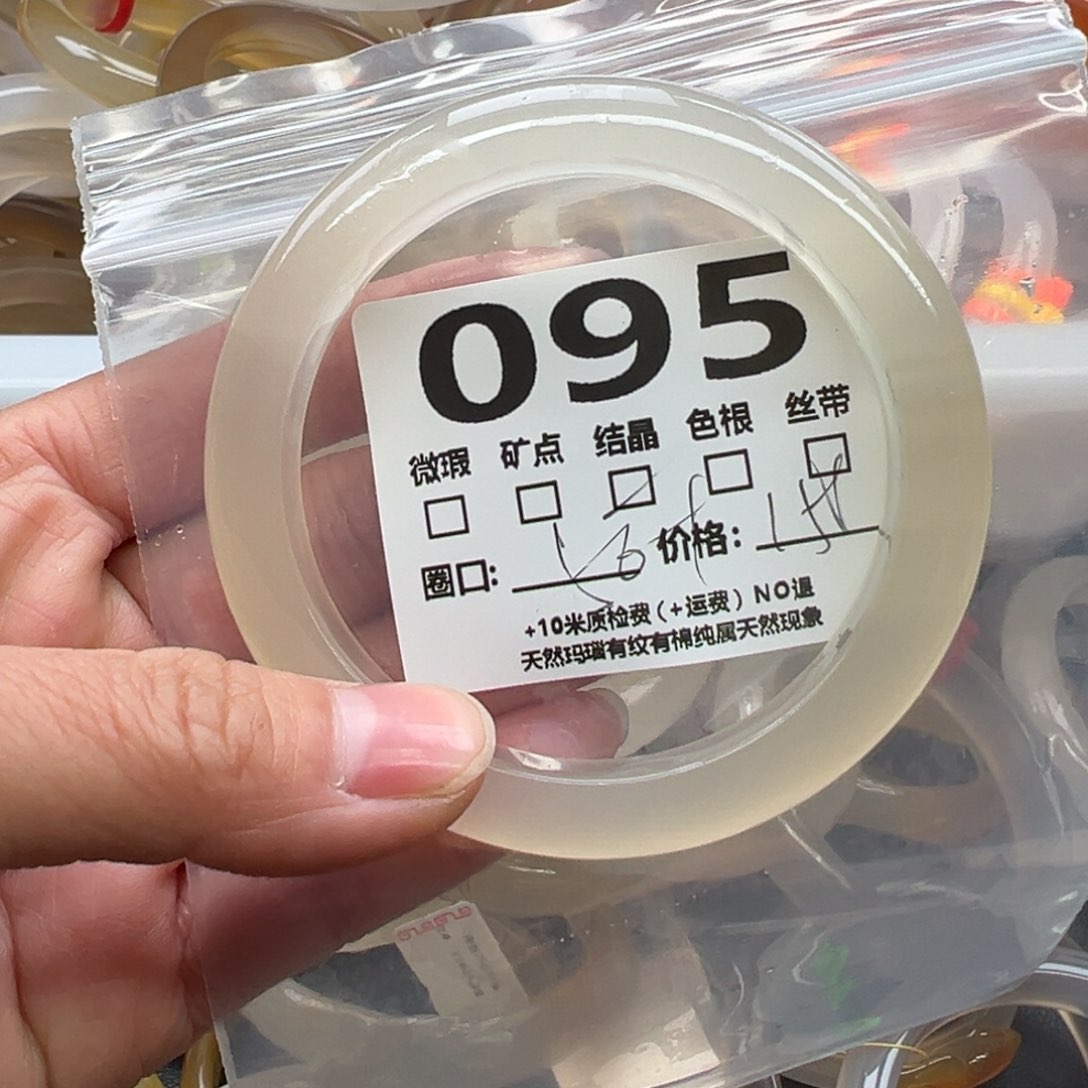 095
微瑕 矿点 结晶 色根 丝带
圈口: 价格:
+10米质检费(+运费) NO退
天然玛瑙有纹有棉纯属天然现象